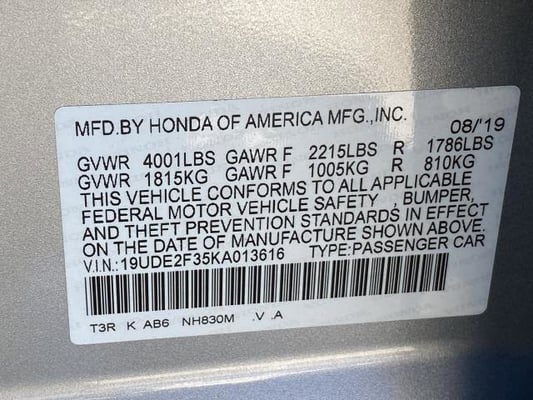 MFD.BY HONDA OF AMERICA MFG.,INC. 08/'19
GVWR 4001LBS GAWR F 2215LBS R 1786LBS
GVWR 1815KG GAWR F 1005KG R 810KG
THIS VEHICLE CONFORMS TO ALL APPLICABLE
FEDERAL MOTOR VEHICLE SAFETY , BUMPER,
AND THEFT PREVENTION STANDARDS IN EFFECT
ON THE DATE OF MANUFACTURE SHOWN ABOVE.
V.I.N.: 19UDE2F35KA013616 TYPE:PASSENGER CAR
T3R K AB6 NH830M .V .A